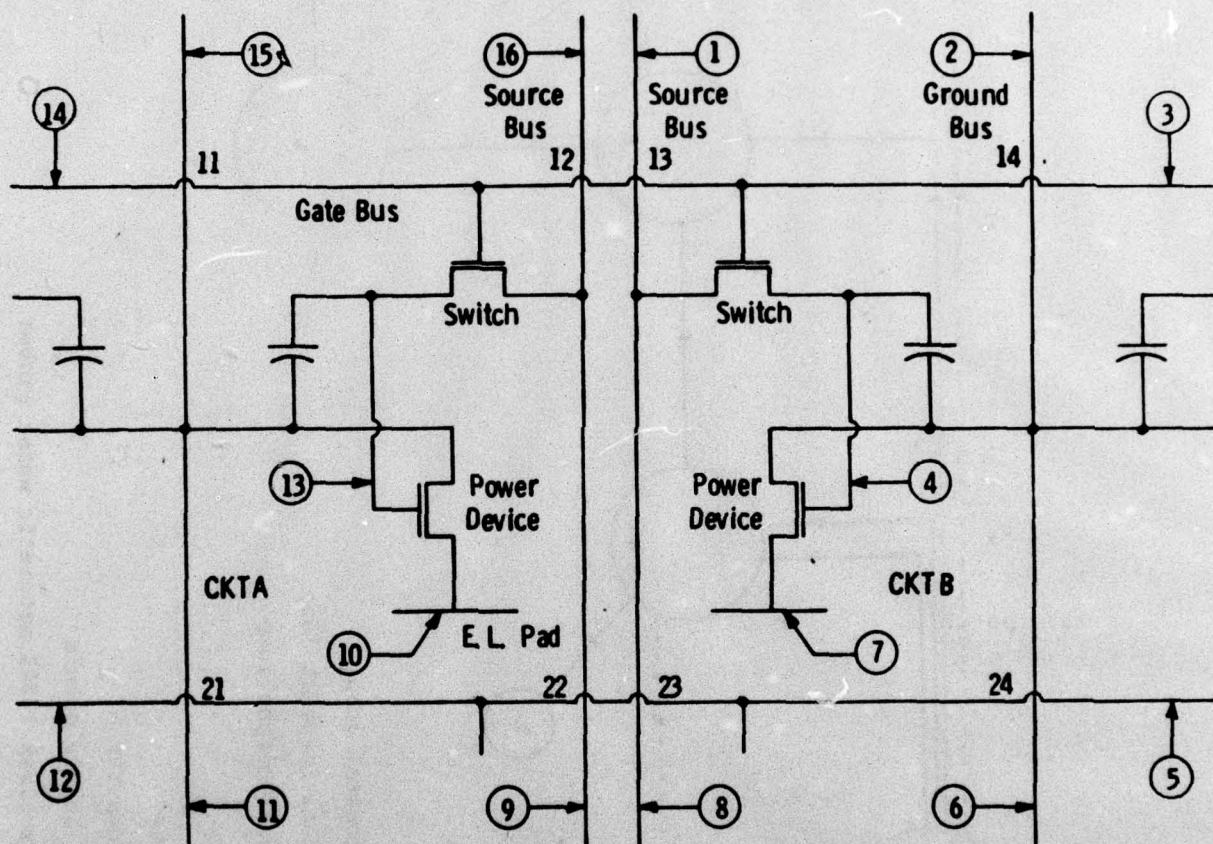 15
16
1
2
Source
Bus
Source
Bus
Ground
Bus
14
3
11
12
13
14
Gate Bus
Switch
Switch
13
Power
Device
Power
Device
4
CKTA
CKTB
E. L. Pad
10
7
21
22
23
24
12
5
11
9
8
6